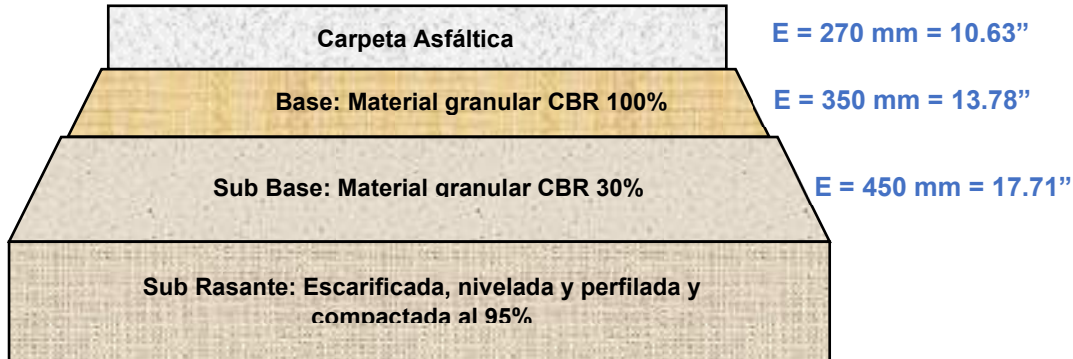 Carpeta Asfáltica
E = 270 mm = 10.63”
Base: Material granular CBR 100%
E = 350 mm = 13.78”
Sub Base: Material granular CBR 30%
E = 450 mm = 17.71”
Sub Rasante: Escarificada, nivelada y perfilada y
compactada al 95%